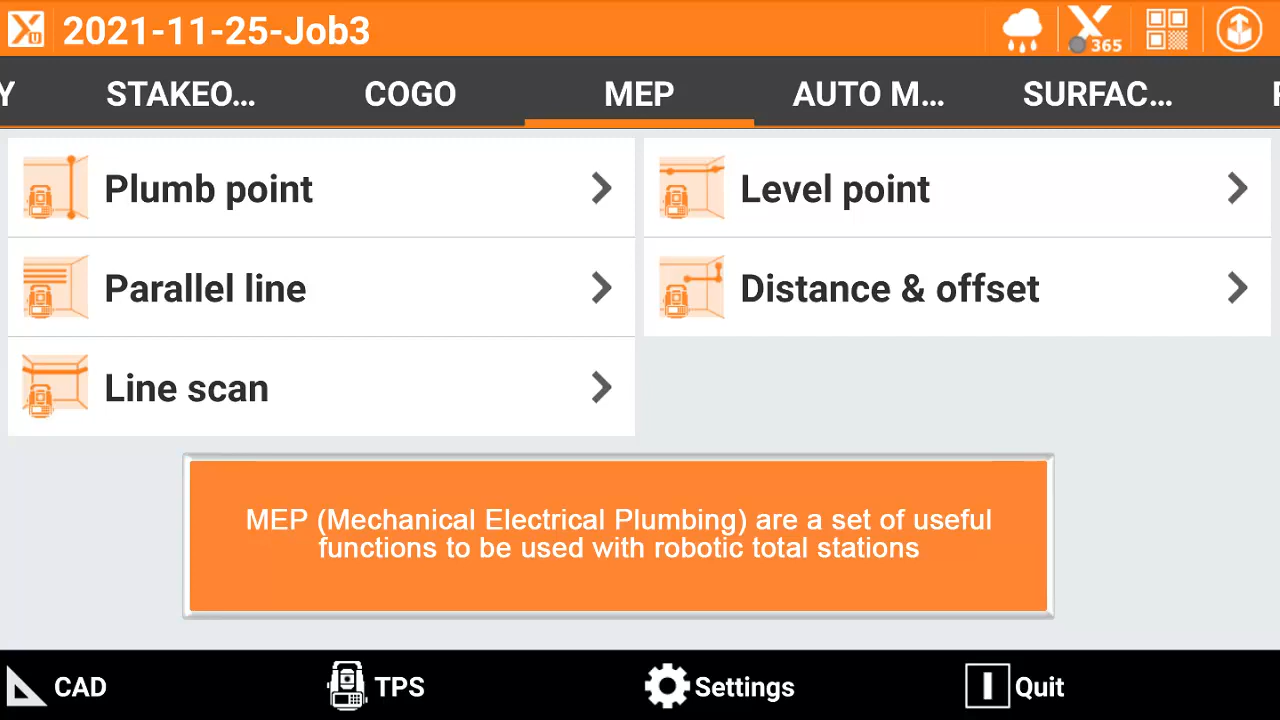 XU 2021-11-25-Job3 X 365
Y STAKEO... COGO MEP AUTO M... SURFAC...
Plumb point
Level point
Parallel line
Distance & offset
Line scan
MEP (Mechanical Electrical Plumbing) are a set of useful
functions to be used with robotic total stations
CAD TPS Settings Quit